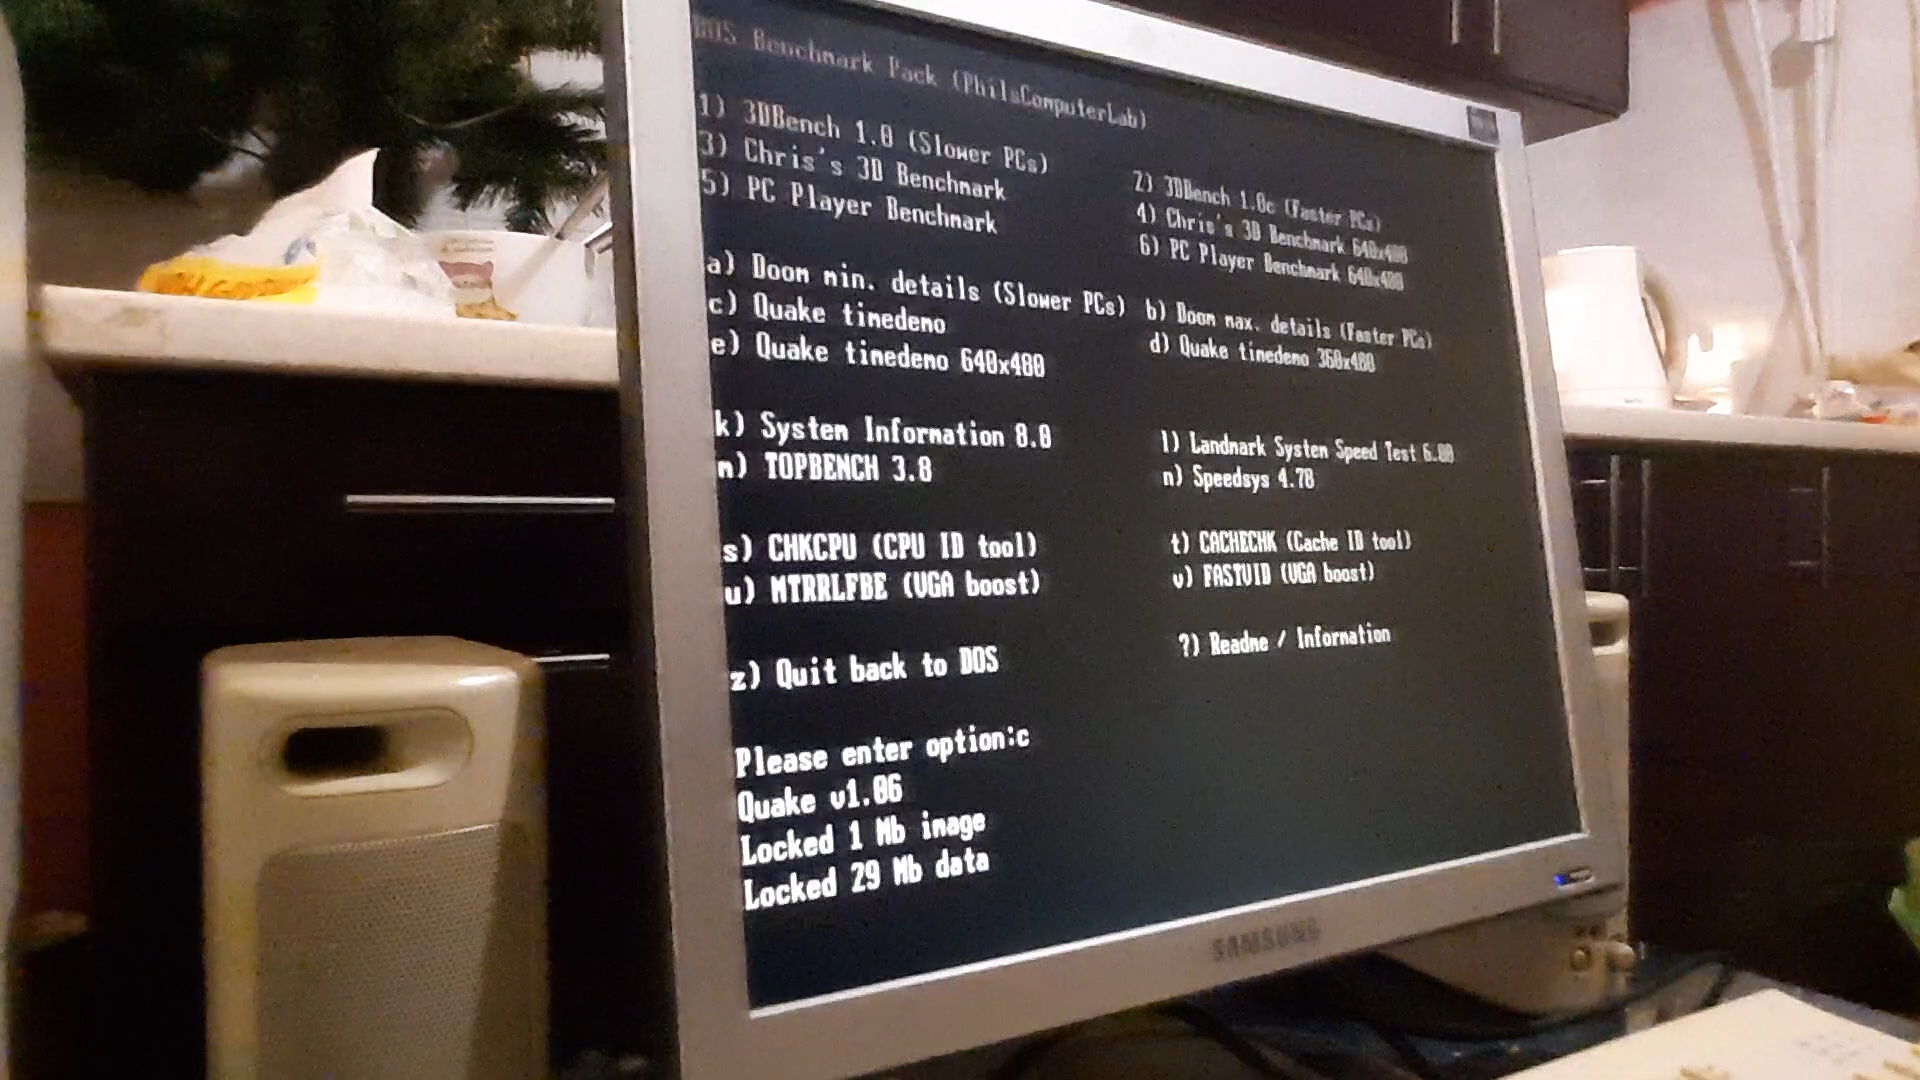 DOS Benchmark Pack (PhilsComputerLab)
1) 3DBench 1.0 (Slower PCs)
2) 3DBench 1.0c (Faster PCs)
3) Chris's 3D Benchmark
4) Chris's 3D Benchmark 640x480
5) PC Player Benchmark
6) PC Player Benchmark 640x480
a) Doom min. details (Slower PCs)
b) Doom max. details (Faster PCs)
c) Quake timedemo
d) Quake timedemo 360x480
e) Quake timedemo 640x480
k) System Information 8.0
l) Landmark System Speed Test 6.00
m) TOPBENCH 3.8
n) Speedsys 4.78
s) CHKCPU (CPU ID tool)
t) CACHECHK (Cache ID tool)
u) MTRRLFBE (VGA boost)
v) FASTVID (VGA boost)
z) Quit back to DOS
?) Readme / Information
Please enter option:c
Quake v1.06
Locked 1 Mb image
Locked 29 Mb data
SAMSUNG